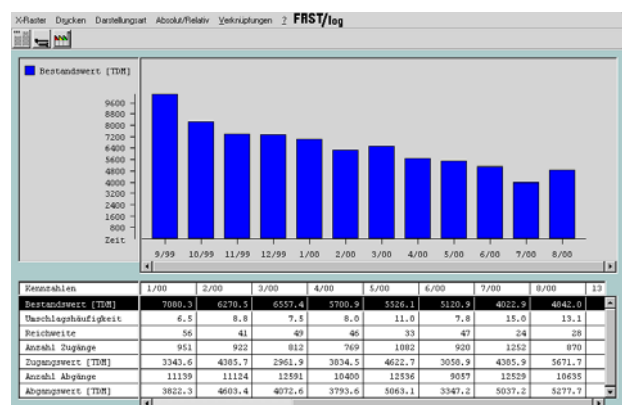 X-Raster Drucken Darstellungsart Absolut/Relativ Verknüpfungen ? FAST/log
Bestandswert [TDM]
9600
8800
8000
7200
6400
5600
4800
4000
3200
2400
1600
800
Zeit
9/99 10/99 11/99 12/99 1/00 2/00 3/00 4/00 5/00 6/00 7/00 8/00
Kennzahlen 1/00 2/00 3/00 4/00 5/00 6/00 7/00 8/00 13
Bestandswert [TDM] 7080.3 6270.5 6557.4 5700.9 5526.1 5120.9 4022.9 4842.0
Umschlagshäufigkeit 6.5 8.8 7.5 8.0 11.0 7.8 15.0 13.1
Reichweite 56 41 49 46 33 47 24 28
Anzahl Zugänge 951 922 812 769 1082 920 1252 870
Zugangswert [TDM] 3343.6 4385.7 2961.9 3834.5 4622.7 3058.9 4385.9 5671.7
Anzahl Abgänge 11139 11124 12591 10400 12536 9057 12529 10635
Abgangswert [TDM] 3822.3 4603.4 4072.6 3793.6 5063.1 3347.2 5037.2 5277.7